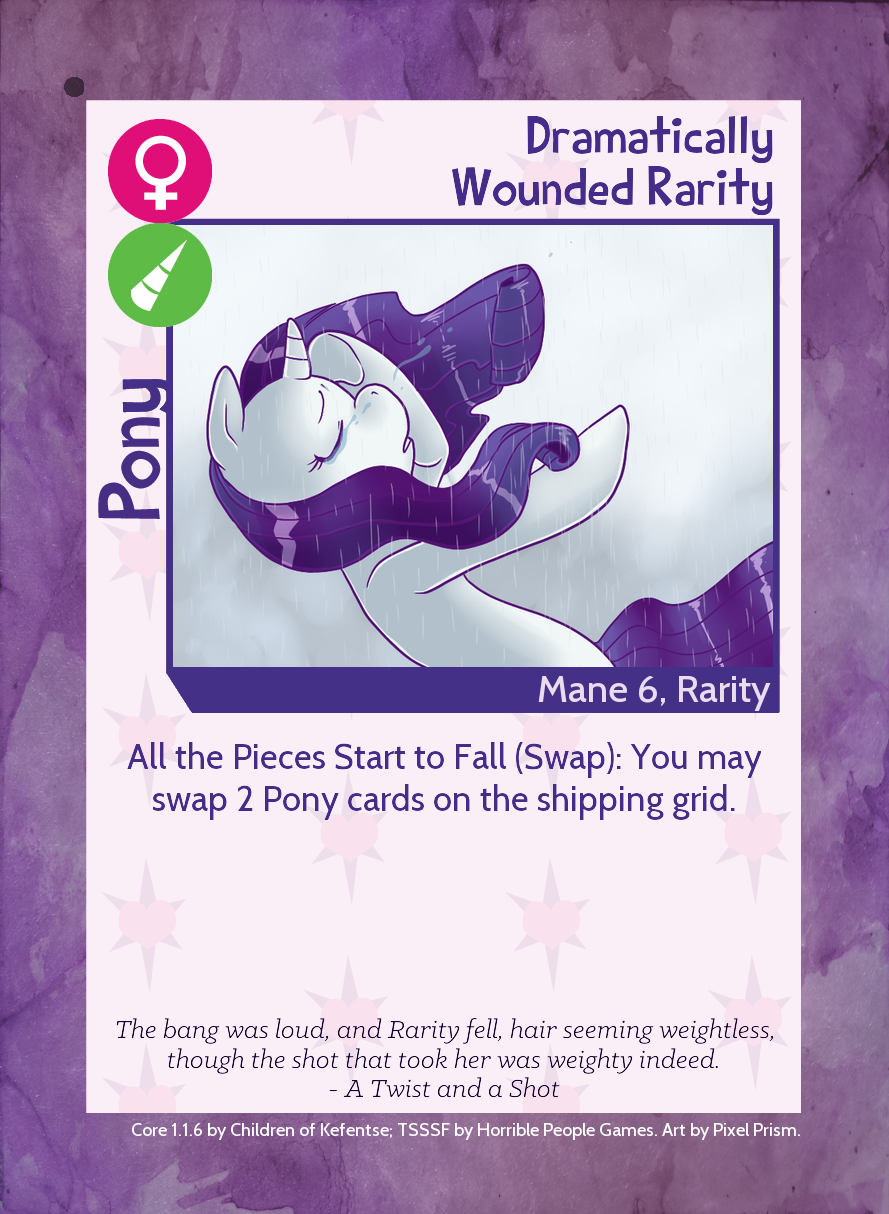 Dramatically
Wounded Rarity
Pony
Mane 6, Rarity
All the Pieces Start to Fall (Swap): You may
swap 2 Pony cards on the shipping grid.
The bang was loud, and Rarity fell, hair seeming weightless,
though the shot that took her was weighty indeed.
- A Twist and a Shot
Core 1.1.6 by Children of Kefentse; TSSSF by Horrible People Games. Art by Pixel Prism.